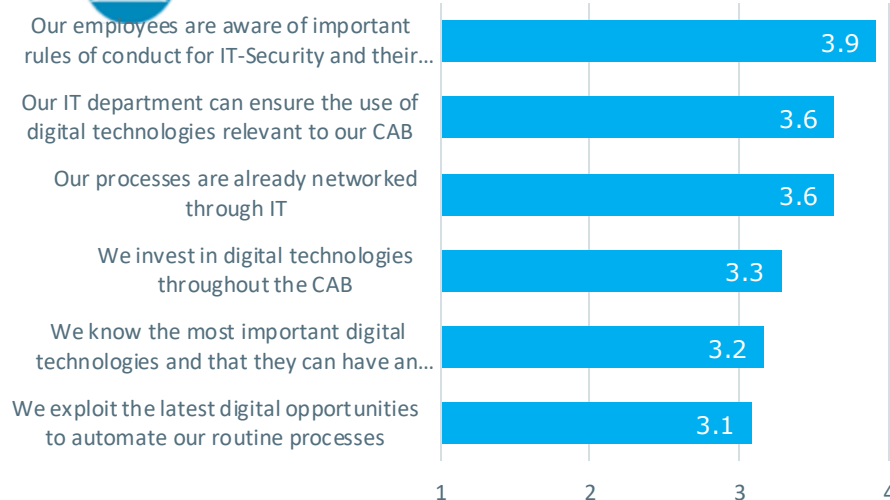 Our employees are aware of important
rules of conduct for IT-Security and their...
3.9
Our IT department can ensure the use of
digital technologies relevant to our CAB
3.6
Our processes are already networked
through IT
3.6
We invest in digital technologies
throughout the CAB
3.3
We know the most important digital
technologies and that they can have an...
3.2
We exploit the latest digital opportunities
to automate our routine processes
3.1
1 2 3 4